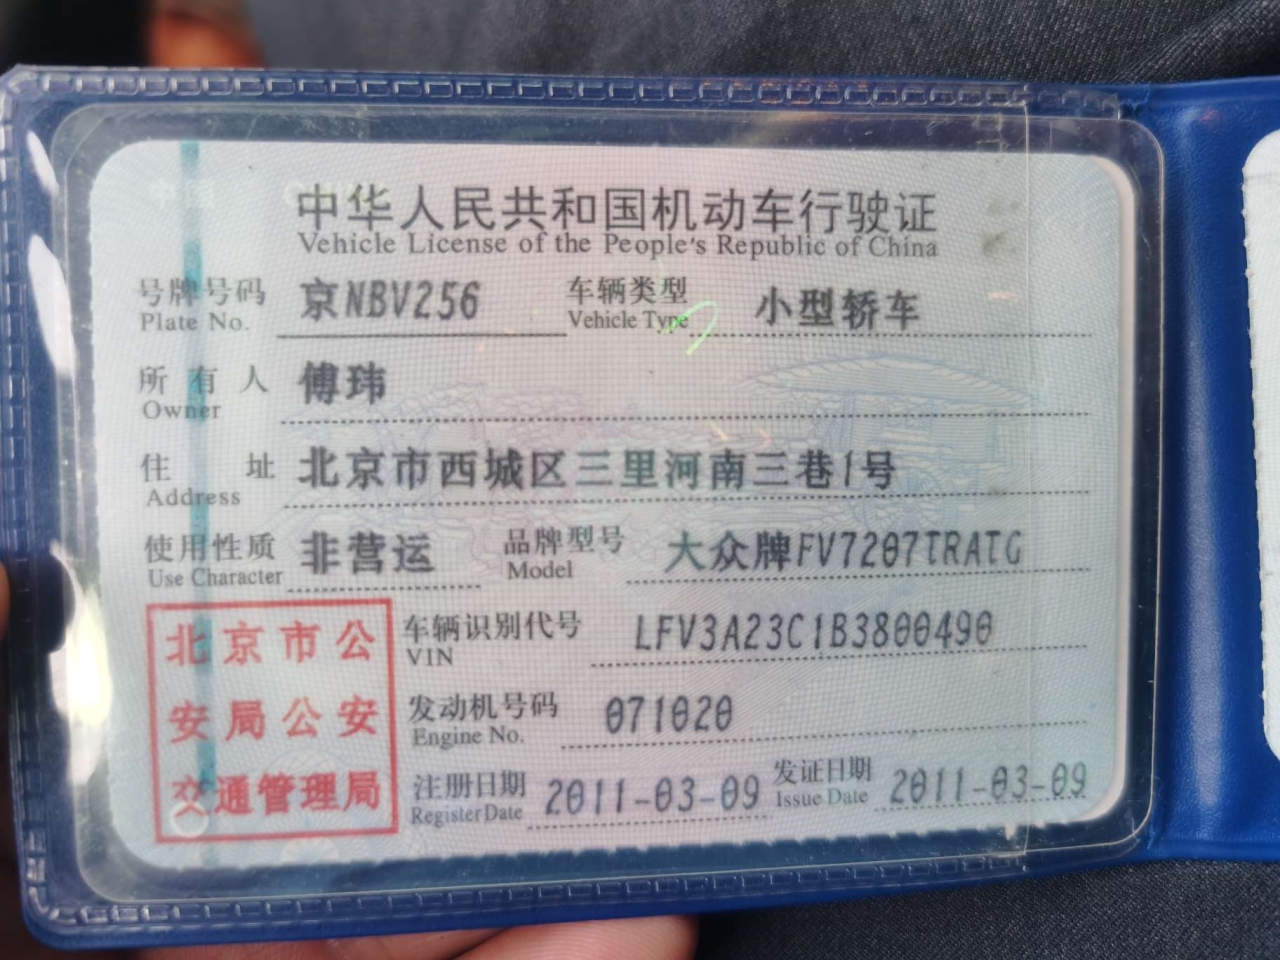 中华人民共和国机动车行驶证
Vehicle License of the People's Republic of China
号牌号码 京NBV256 车辆类型 小型轿车
Plate No. Vehicle Type
所有人 傅玮
Owner
住址 北京市西城区三里河南三巷1号
Address
使用性质 非营运 品牌型号 大众牌FV7207TRATG
Use Character Model
北京市公
安局公安
交通管理局
车辆识别代号 LFV3A23C1B3800490
VIN
发动机号码 071020
Engine No.
注册日期 2011-03-09 发证日期 2011-03-09
Register Date Issue Date